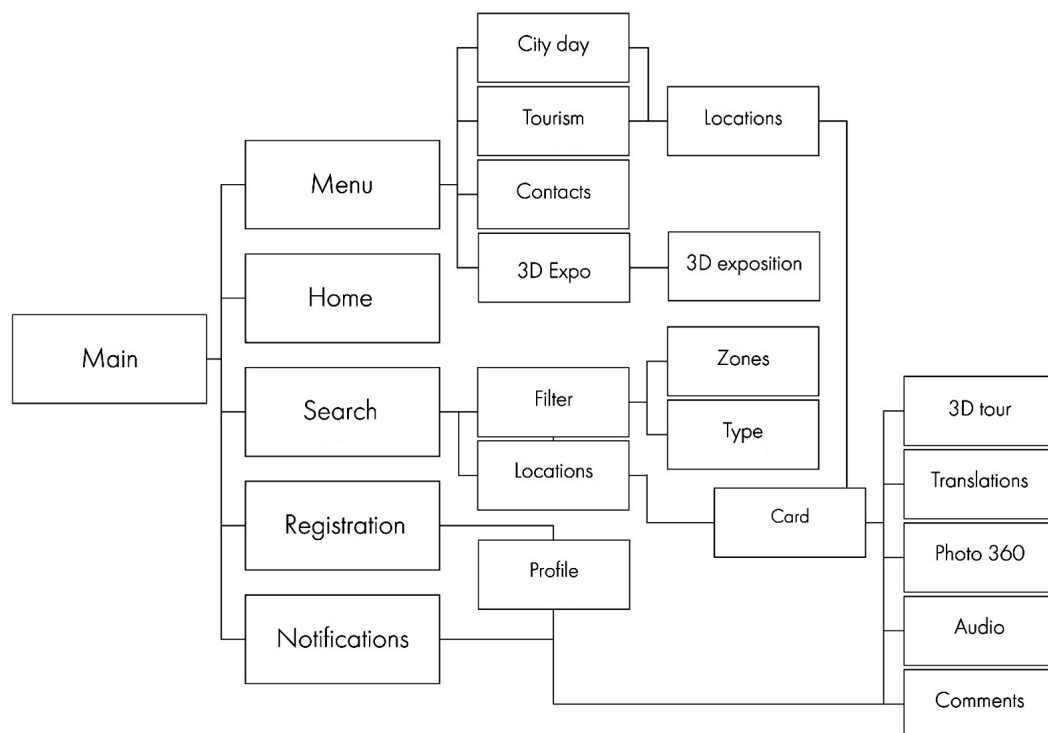 City day
Tourism
Locations
Menu
Contacts
3D Expo
3D exposition
Home
Main
Zones
Search
Filter
Type
3D tour
Locations
Translations
Registration
Card
Profile
Photo 360
Notifications
Audio
Comments